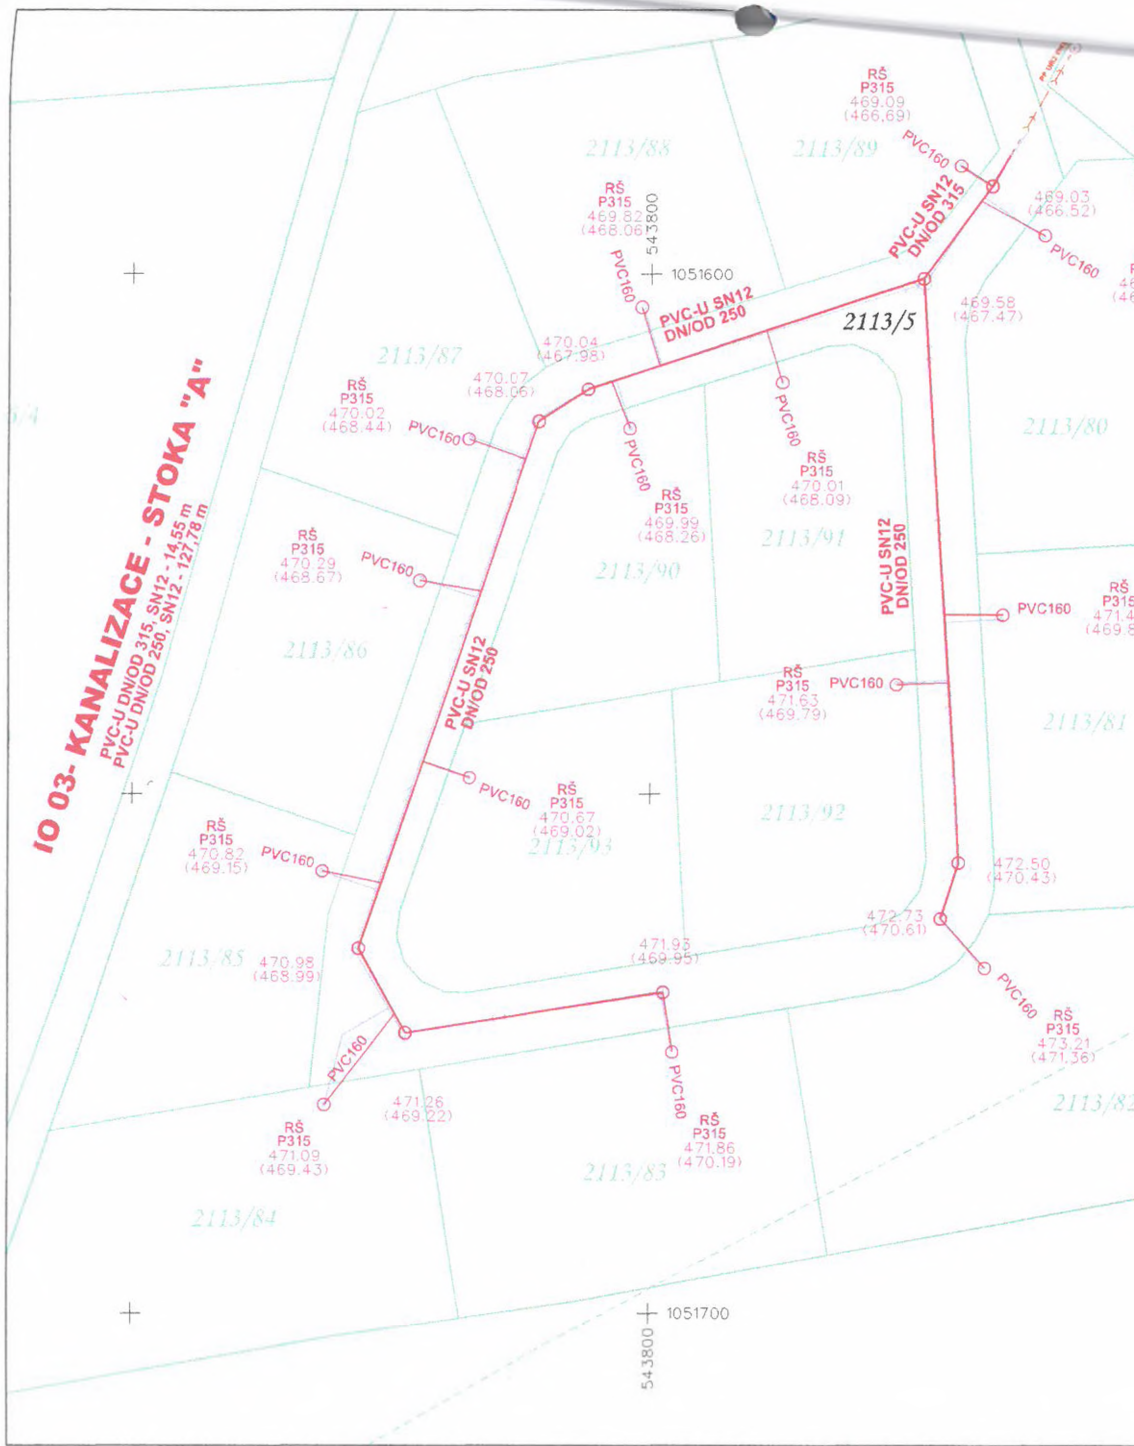 RŠ
P315
469.09
(466.69)
PVC160
2113/88
2113/89
RŠ
P315
469.82
(468.06)
543800
PVC160
1051600
PVC-U SN12
DN/OD 315
469.03
(466.52)
PVC160
PVC-U SN12
DN/OD 250
469.58
(467.47)
2113/5
470.04
(467.98)
2113/87
470.07
(468.06)
RŠ
P315
470.02
(468.44)
PVC160
PVC160
PVC160
2113/80
RŠ
P315
470.01
(468.09)
RŠ
P315
469.99
(468.26)
2113/91
2113/90
PVC-U SN12
DN/OD 250
IO 03- KANALIZACE - STOKA "A"
PVC-U DN/OD 315, SN12 - 14,55 m
PVC-U DN/OD 250, SN12 - 127,78 m
RŠ
P315
470.29
(468.67)
PVC160
2113/86
PVC-U SN12
DN/OD 250
PVC160
RŠ
P315
RŠ
P315
471.63
(469.79)
PVC160
2113/81
PVC160
RŠ
P315
470.67
(469.02)
2113/93
2113/92
RŠ
P315
470.82
(469.15)
PVC160
472.50
(470.43)
472.73
(470.61)
2113/85
470.98
(468.99)
471.93
(469.95)
PVC160
RŠ
P315
473.21
(471.36)
PVC160
PVC160
471.26
(469.22)
2113/82
RŠ
P315
471.09
(469.43)
RŠ
P315
471.86
(470.19)
2113/83
2113/84
1051700
543800